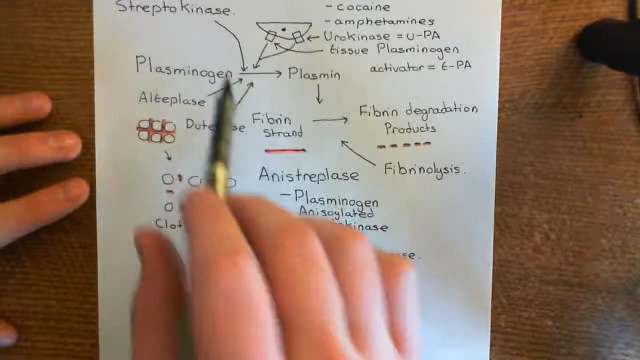 Streptokinase.
- cocaine
- amphetamines
Urokinase = u-PA
tissue Plasminogen
activator = t-PA
Plasminogen
Plasmin
Alteplase
Fibrin
Strand
Fibrin degradation
Products
Fibrinolysis.
Anistreplase
- Plasminogen
Anisoylated